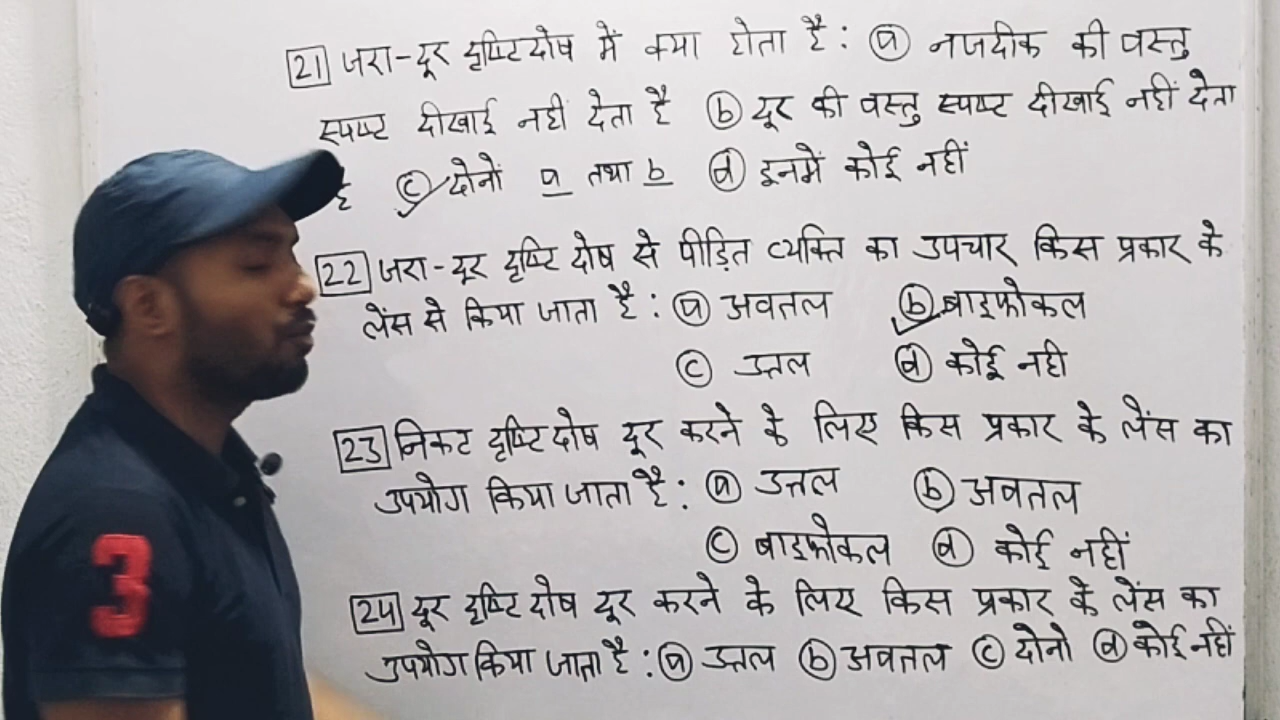 21 जरा-दूर दृष्टिदोष में क्या होता है : ⓐ नजदीक की वस्तु
स्पष्ट दीखाई नही देता है ⓑ दूर की वस्तु स्पष्ट दीखाई नहीं देता
है ⓒ दोनों a तथा b ⓓ इनमें कोई नहीं
22 जरा-दूर दृष्टि दोष से पीड़ित व्यक्ति का उपचार किस प्रकार के
लेंस से किया जाता है : ⓐ अवतल ⓑ बाइफोकल
ⓒ उत्तल ⓓ कोई नही
23 निकट दृष्टि दोष दूर करने के लिए किस प्रकार के लेंस का
उपयोग किया जाता है : ⓐ उत्तल ⓑ अवतल
ⓒ बाइफोकल ⓓ कोई नहीं
24 दूर दृष्टि दोष दूर करने के लिए किस प्रकार के लेंस का
उपयोग किया जाता है : ⓐ उत्तल ⓑ अवतल ⓒ दोनो ⓓ कोई नहीं
3